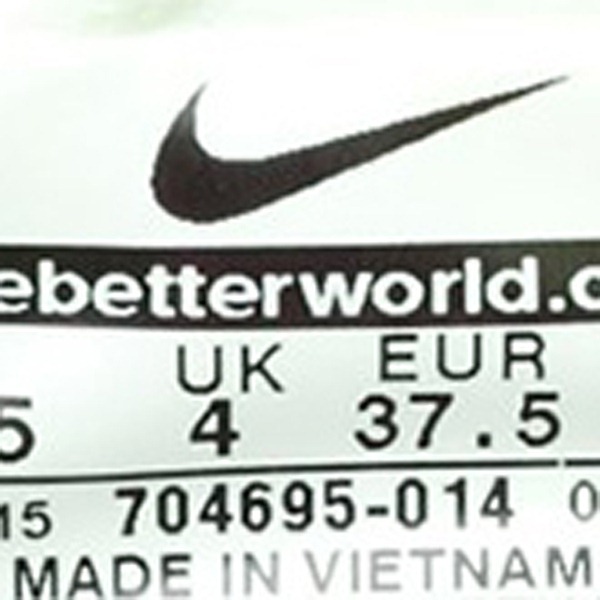 ebetterworld.c
UK EUR
5 4 37.5
15 704695-014 0
MADE IN VIETNAM